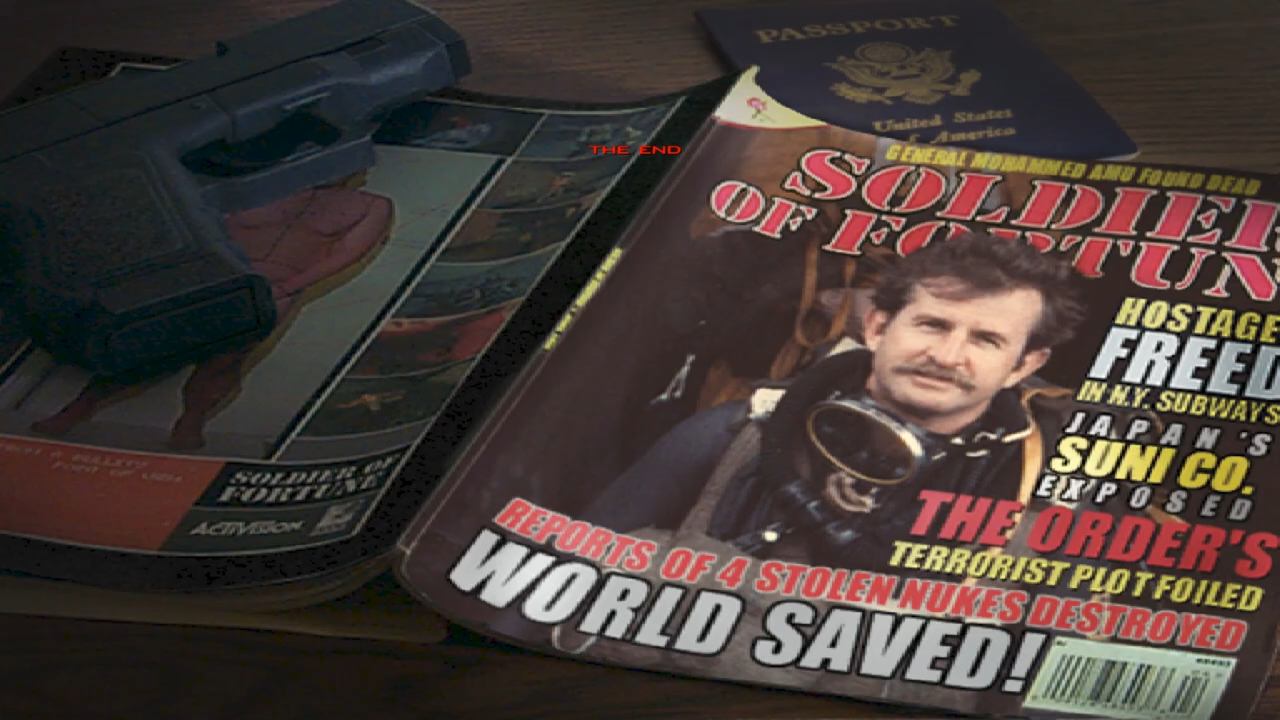 PASSPORT
United States
of America
THE END
GENERAL MOHAMMED AMU FOUND DEAD
SOLDIER
OF FORTUN
HOSTAGE
FREED
IN N.Y. SUBWAYS
JAPAN'S
SUNI CO.
EXPOSED
THE ORDER'S
TERRORIST PLOT FOILED
REPORTS OF 4 STOLEN NUKES DESTROYED
WORLD SAVED!
SOLDIER OF
FORTUNE
ACTIVISION